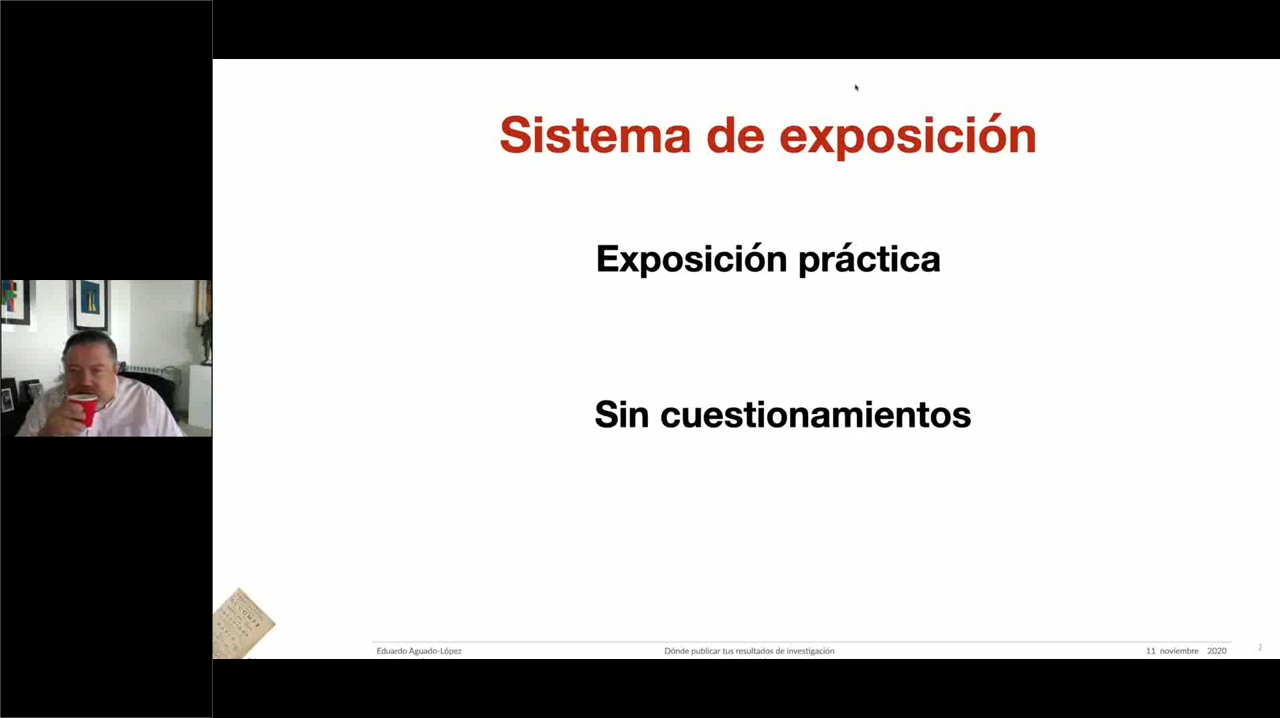 Sistema de exposición
Exposición práctica
Sin cuestionamientos
Eduardo Aguado-López
Dónde publicar tus resultados de investigación
11 noviembre 2020
2